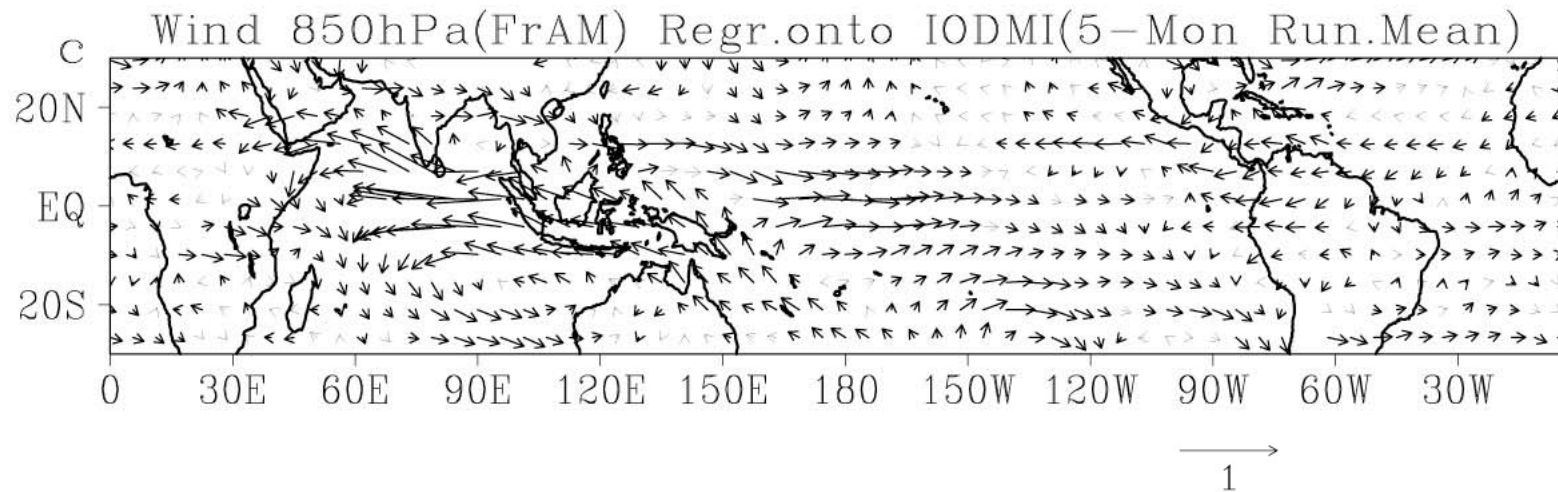 Wind 850hPa(FrAM) Regr.onto IODMI(5-Mon Run.Mean)
C
20N
EQ
20S
0 30E 60E 90E 120E 150E 180 150W 120W 90W 60W 30W
1